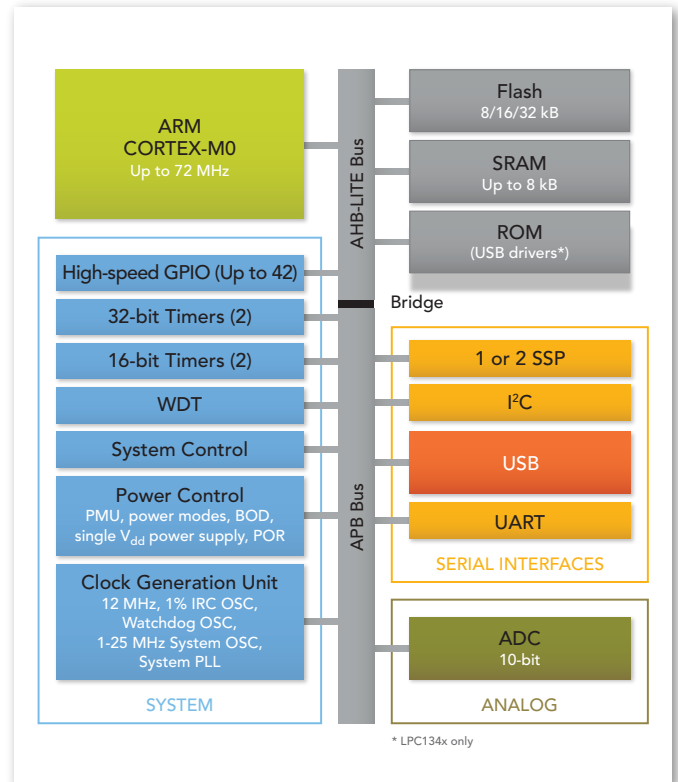 ARM
CORTEX-M0
Up to 72 MHz
High-speed GPIO (Up to 42)
32-bit Timers (2)
16-bit Timers (2)
WDT
System Control
Power Control
PMU, power modes, BOD,
single Vdd power supply, POR
Clock Generation Unit
12 MHz, 1% IRC OSC,
Watchdog OSC,
1-25 MHz System OSC,
System PLL
SYSTEM
AHB-LITE Bus
Bridge
APB Bus
Flash
8/16/32 kB
SRAM
Up to 8 kB
ROM
(USB drivers*)
1 or 2 SSP
I²C
USB
UART
SERIAL INTERFACES
ADC
10-bit
ANALOG
* LPC134x only